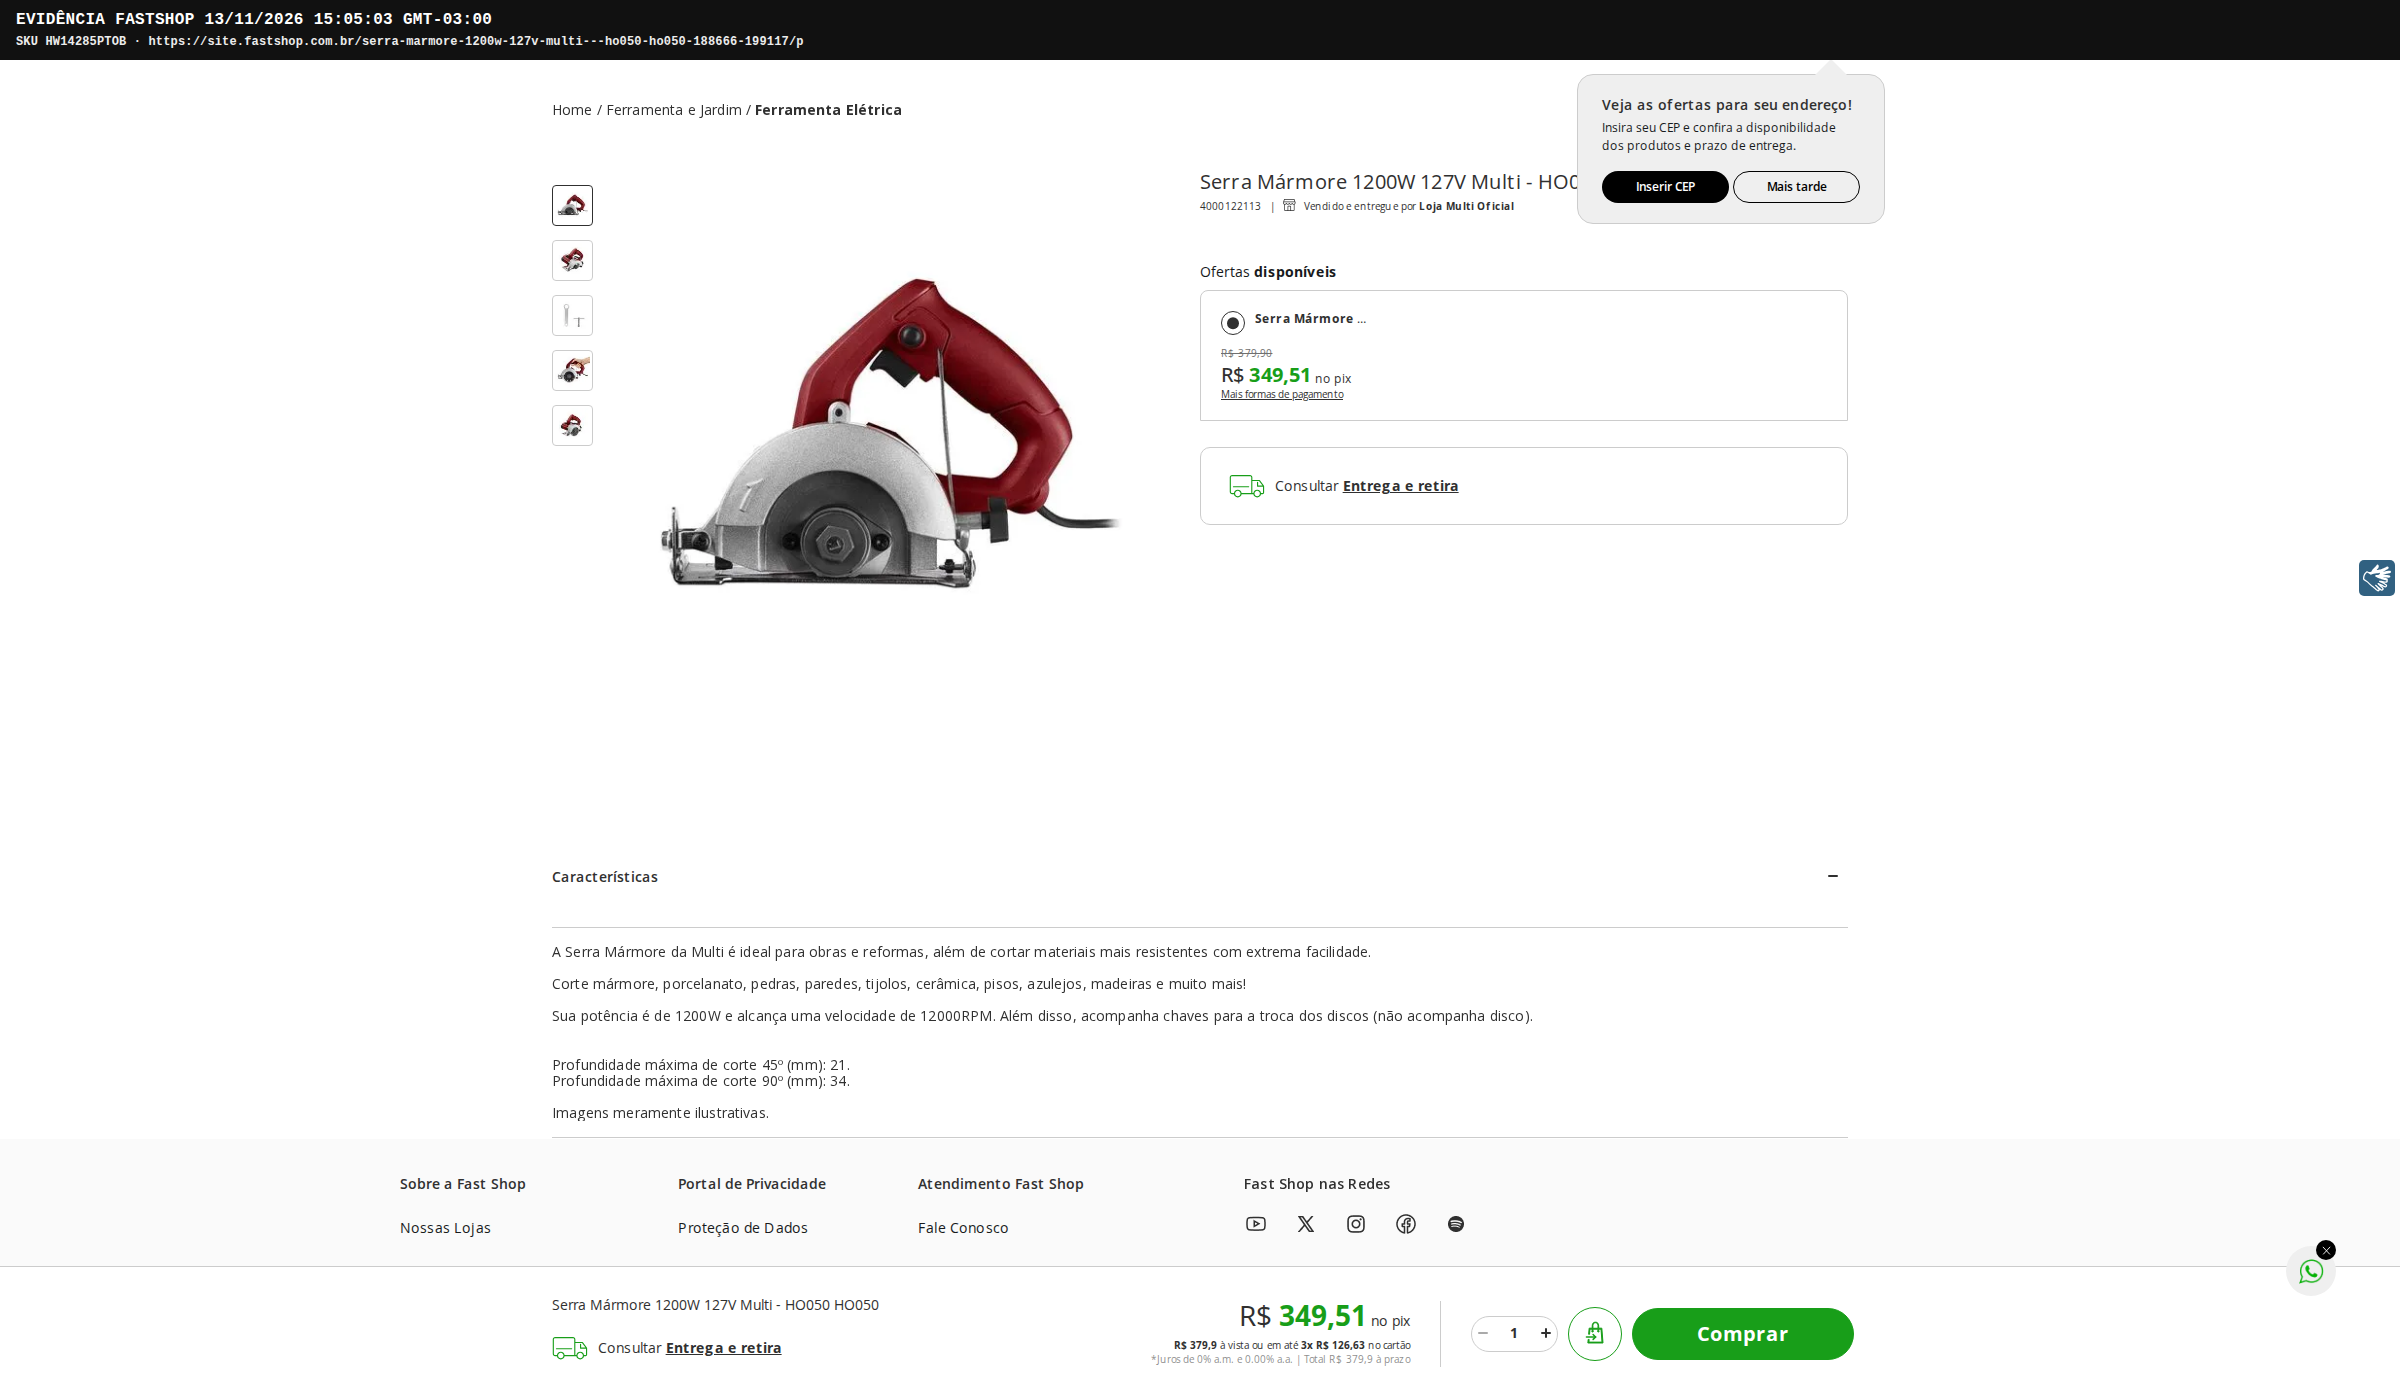 EVIDÊNCIA FASTSHOP 13/11/2026 15:05:03 GMT-03:00
SKU HW14285PTOB · https://site.fastshop.com.br/serra-marmore-1200w-127v-multi---ho050-ho050-188666-199117/p
Veja as ofertas para seu endereço!
Insira seu CEP e confira a disponibilidade
dos produtos e prazo de entrega.
Inserir CEP
Mais tarde
Home / Ferramenta e Jardim / Ferramenta Elétrica
Serra Mármore 1200W 127V Multi - HO0
4000122113 | Vendido e entregue por Loja Multi Oficial
Ofertas disponíveis
Serra Mármore ...
R$ 379,90
R$ 349,51 no pix
Mais formas de pagamento
Consultar Entrega e retira
Características
A Serra Mármore da Multi é ideal para obras e reformas, além de cortar materiais mais resistentes com extrema facilidade.
Corte mármore, porcelanato, pedras, paredes, tijolos, cerâmica, pisos, azulejos, madeiras e muito mais!
Sua potência é de 1200W e alcança uma velocidade de 12000RPM. Além disso, acompanha chaves para a troca dos discos (não acompanha disco).
Profundidade máxima de corte 45º (mm): 21.
Profundidade máxima de corte 90º (mm): 34.
Imagens meramente ilustrativas.
Sobre a Fast Shop
Portal de Privacidade
Atendimento Fast Shop
Fast Shop nas Redes
Nossas Lojas
Proteção de Dados
Fale Conosco
Serra Mármore 1200W 127V Multi - HO050 HO050
Consultar Entrega e retira
R$ 349,51 no pix
R$ 379,9 à vista ou em até 3x R$ 126,63 no cartão
*Juros de 0% a.m. e 0.00% a.a. | Total R$ 379,9 à prazo
1
Comprar